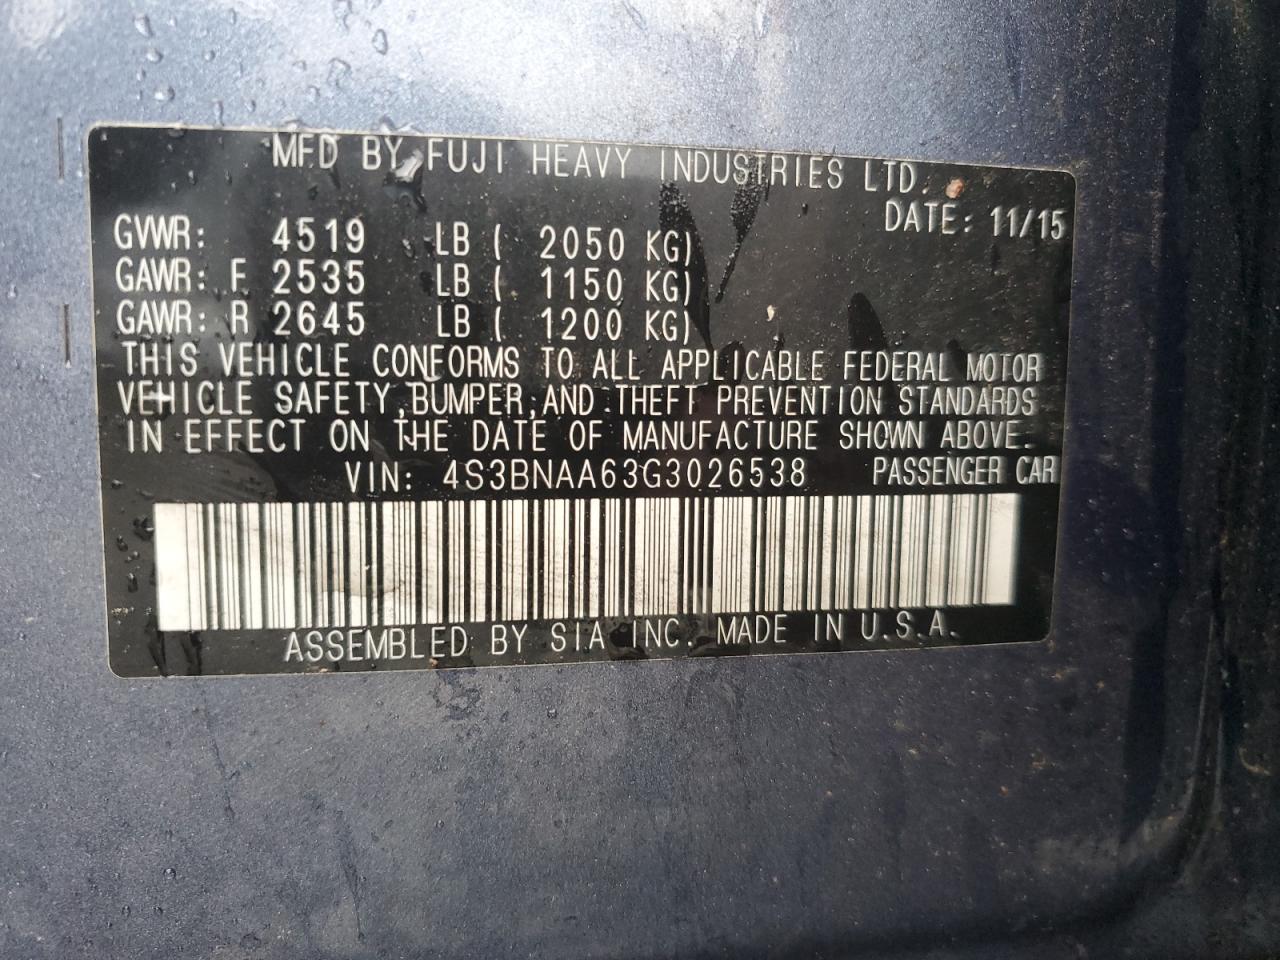 MFD BY FUJI HEAVY INDUSTRIES LTD.
DATE: 11/15
GVWR: 4519 LB ( 2050 KG)
GAWR: F 2535 LB ( 1150 KG)
GAWR: R 2645 LB ( 1200 KG)
THIS VEHICLE CONFORMS TO ALL APPLICABLE FEDERAL MOTOR
VEHICLE SAFETY, BUMPER, AND THEFT PREVENTION STANDARDS
IN EFFECT ON THE DATE OF MANUFACTURE SHOWN ABOVE.
VIN: 4S3BNAA63G3026538 PASSENGER CAR
ASSEMBLED BY SIA INC. MADE IN U.S.A.